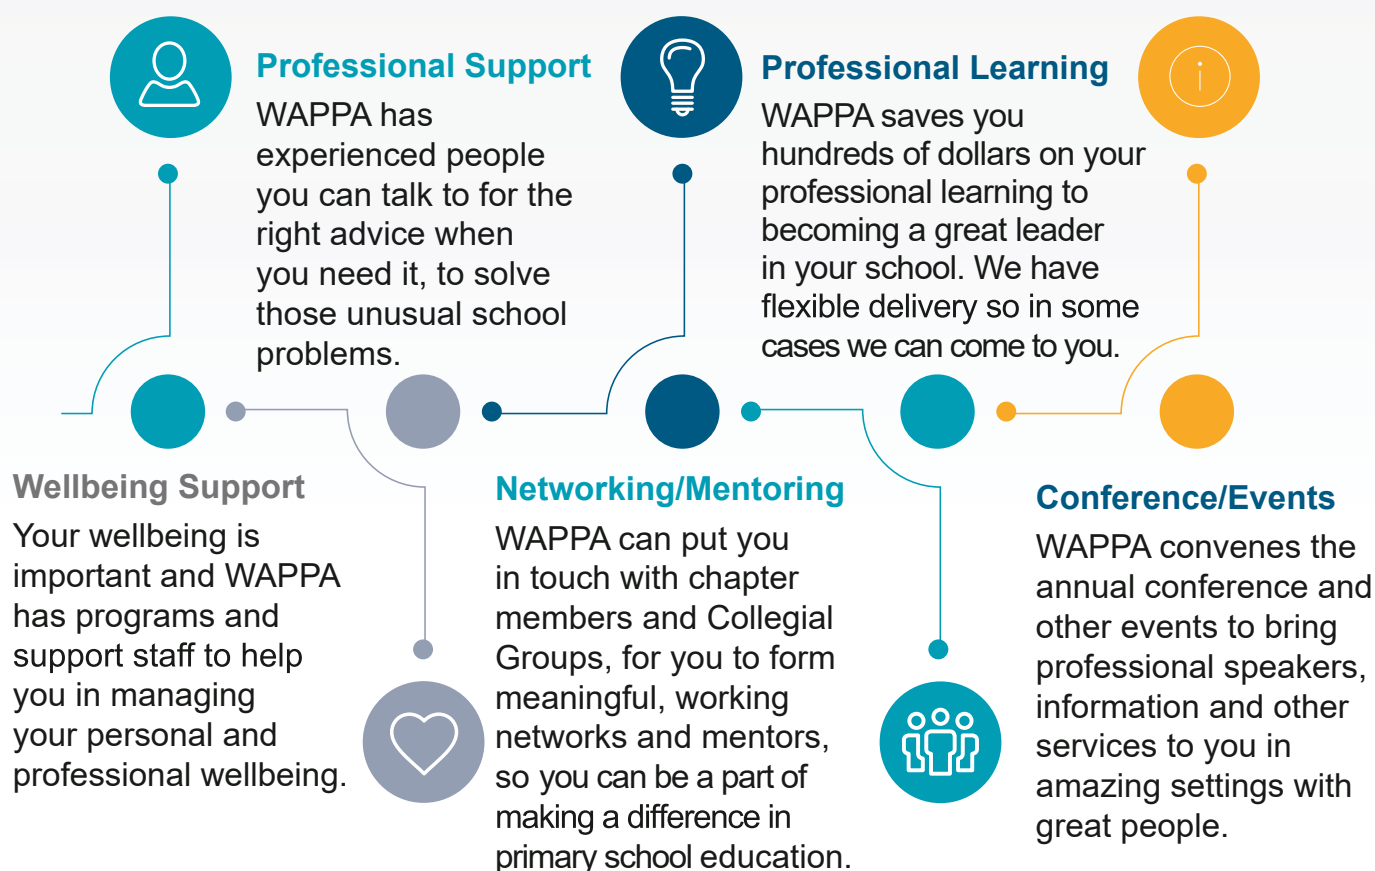 Professional Support
WAPPA has
experienced people
you can talk to for the
right advice when
you need it, to solve
those unusual school
problems.
Professional Learning
WAPPA saves you
hundreds of dollars on your
professional learning to
becoming a great leader
in your school. We have
flexible delivery so in some
cases we can come to you.
i
Wellbeing Support
Your wellbeing is
important and WAPPA
has programs and
support staff to help
you in managing
your personal and
professional wellbeing.
Networking/Mentoring
WAPPA can put you
in touch with chapter
members and Collegial
Groups, for you to form
meaningful, working
networks and mentors,
so you can be a part of
making a difference in
primary school education.
Conference/Events
WAPPA convenes the
annual conference and
other events to bring
professional speakers,
information and other
services to you in
amazing settings with
great people.